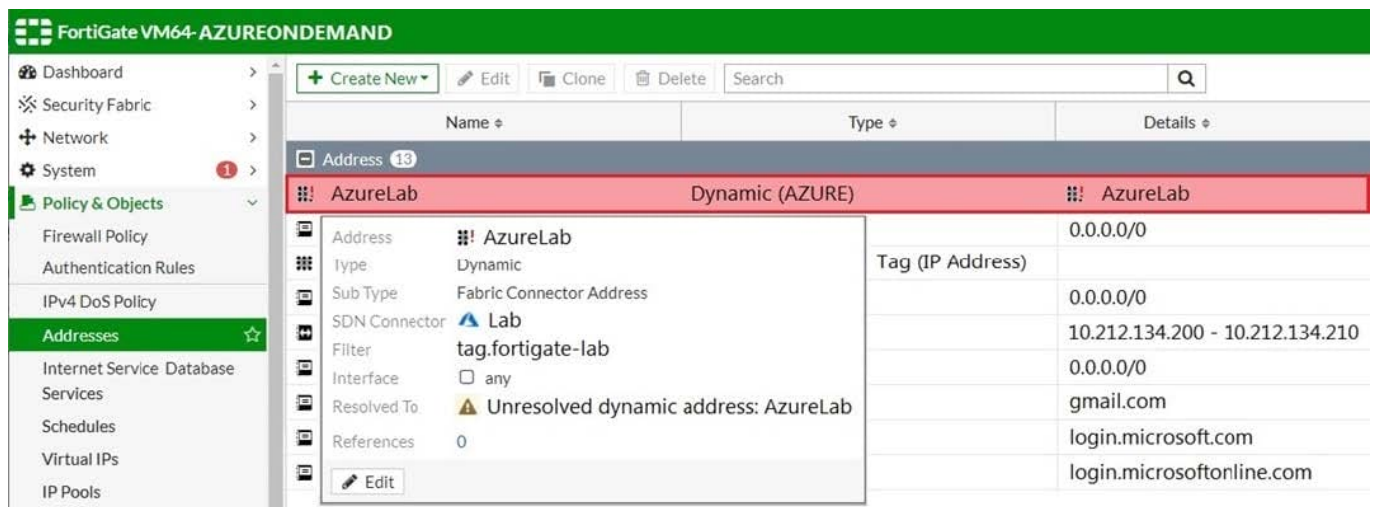 FortiGate VM64-AZUREONDEMAND
Dashboard
Security Fabric
Network
System 1
Policy & Objects
Firewall Policy
Authentication Rules
IPv4 DoS Policy
Addresses
Internet Service Database
Services
Schedules
Virtual IPs
IP Pools
+ Create New Edit Clone Delete Search
Name Type Details
Address 13
AzureLab Dynamic (AZURE) AzureLab
0.0.0.0/0
Tag (IP Address)
0.0.0.0/0
10.212.134.200 - 10.212.134.210
0.0.0.0/0
gmail.com
login.microsoft.com
login.microsoftonline.com
Address AzureLab
Type Dynamic
Sub Type Fabric Connector Address
SDN Connector Lab
Filter tag.fortigate-lab
Interface any
Resolved To Unresolved dynamic address: AzureLab
References 0
Edit